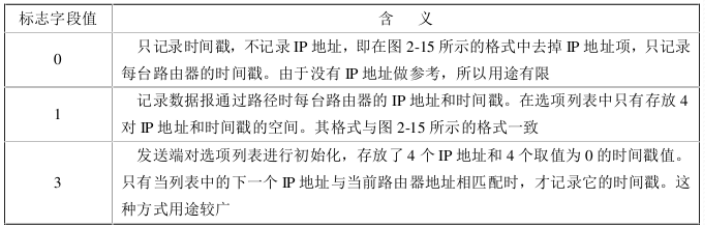 标志字段值 含 义
0 只记录时间戳，不记录 IP 地址，即在图 2-15 所示的格式中去掉 IP 地址项，只记录
每台路由器的时间戳。由于没有 IP 地址做参考，所以用途有限
1 记录数据报通过路径时每台路由器的 IP 地址和时间戳。在选项列表中只有存放 4
对 IP 地址和时间戳的空间。其格式与图 2-15 所示的格式一致
3 发送端对选项列表进行初始化，存放了 4 个 IP 地址和 4 个取值为 0 的时间戳值。
只有当列表中的下一个 IP 地址与当前路由器地址相匹配时，才记录它的时间戳。这
种方式用途较广